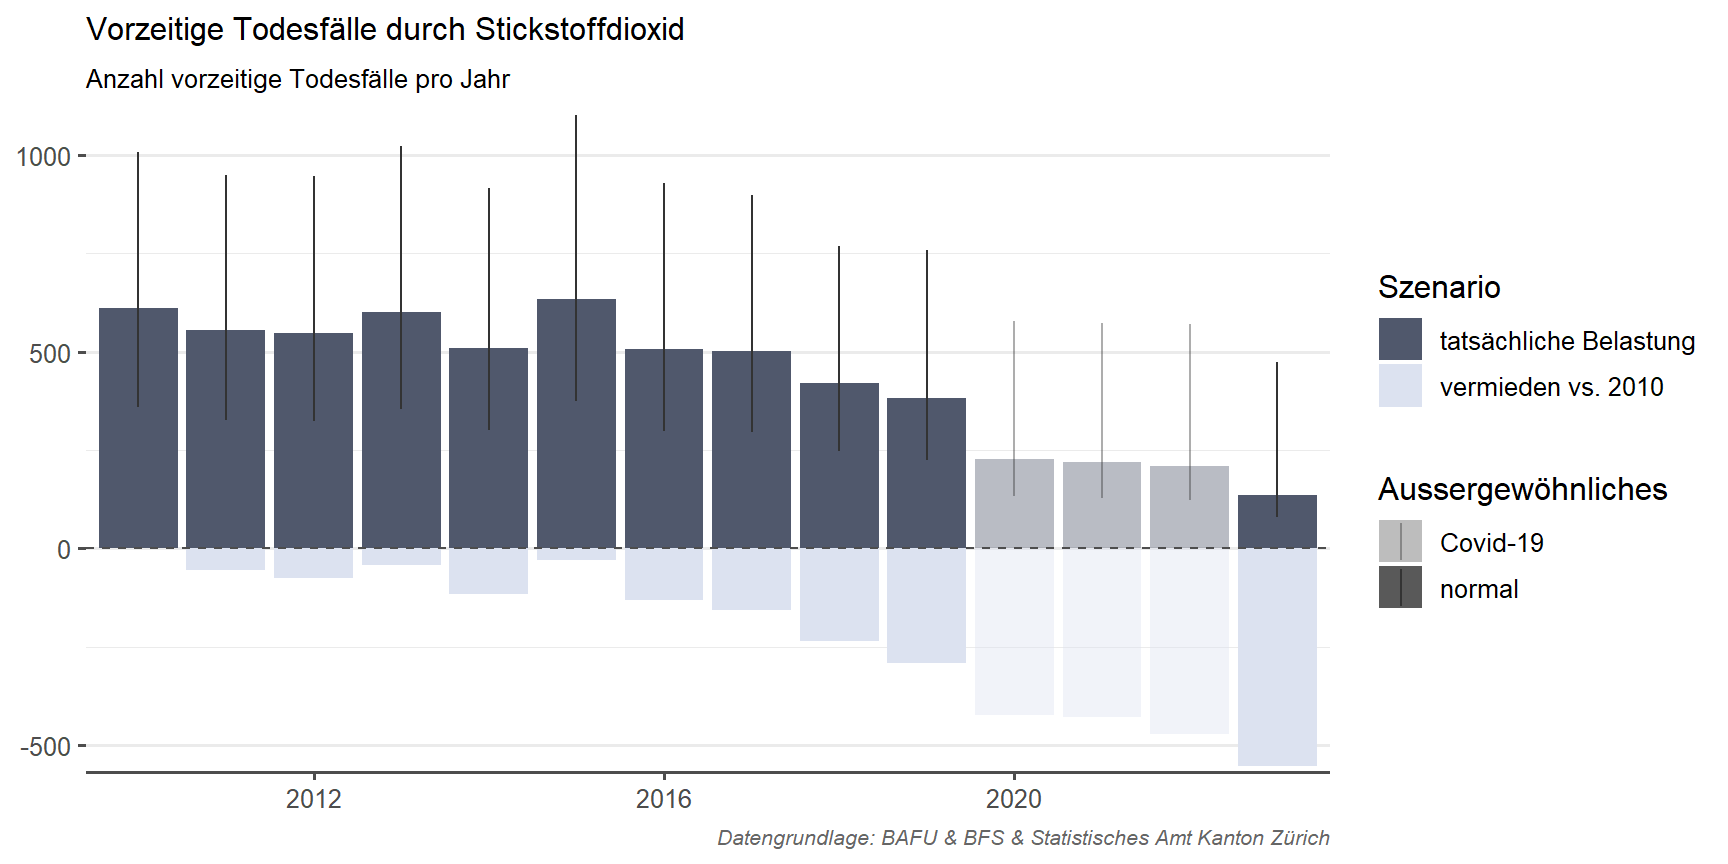 Vorzeitige Todesfälle durch Stickstoffdioxid
Anzahl vorzeitige Todesfälle pro Jahr
1000
500
0
-500
2012
2016
2020
Szenario
tatsächliche Belastung
vermieden vs. 2010
Aussergewöhnliches
Covid-19
normal
Datengrundlage: BAFU & BFS & Statistisches Amt Kanton Zürich